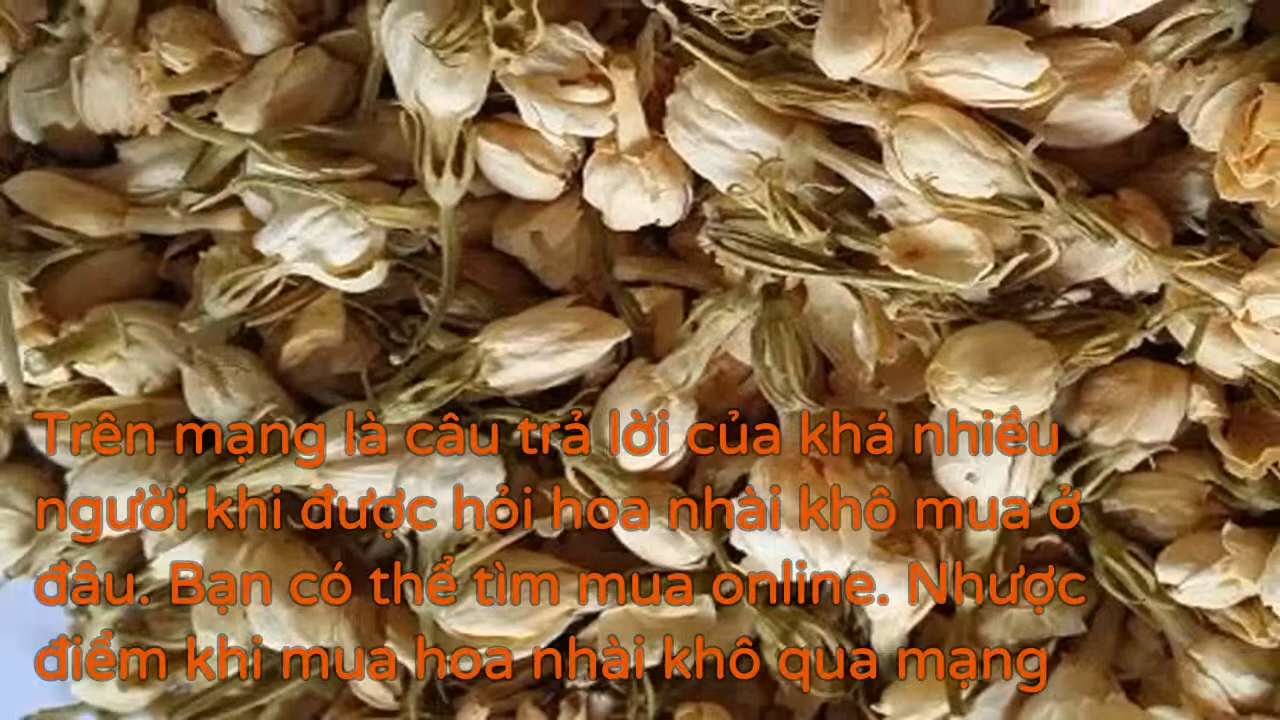 Trên mạng là câu trả lời của khá nhiều
người khi được hỏi hoa nhài khô mua ở
đâu. Bạn có thể tìm mua online. Nhược
điểm khi mua hoa nhài khô qua mạng